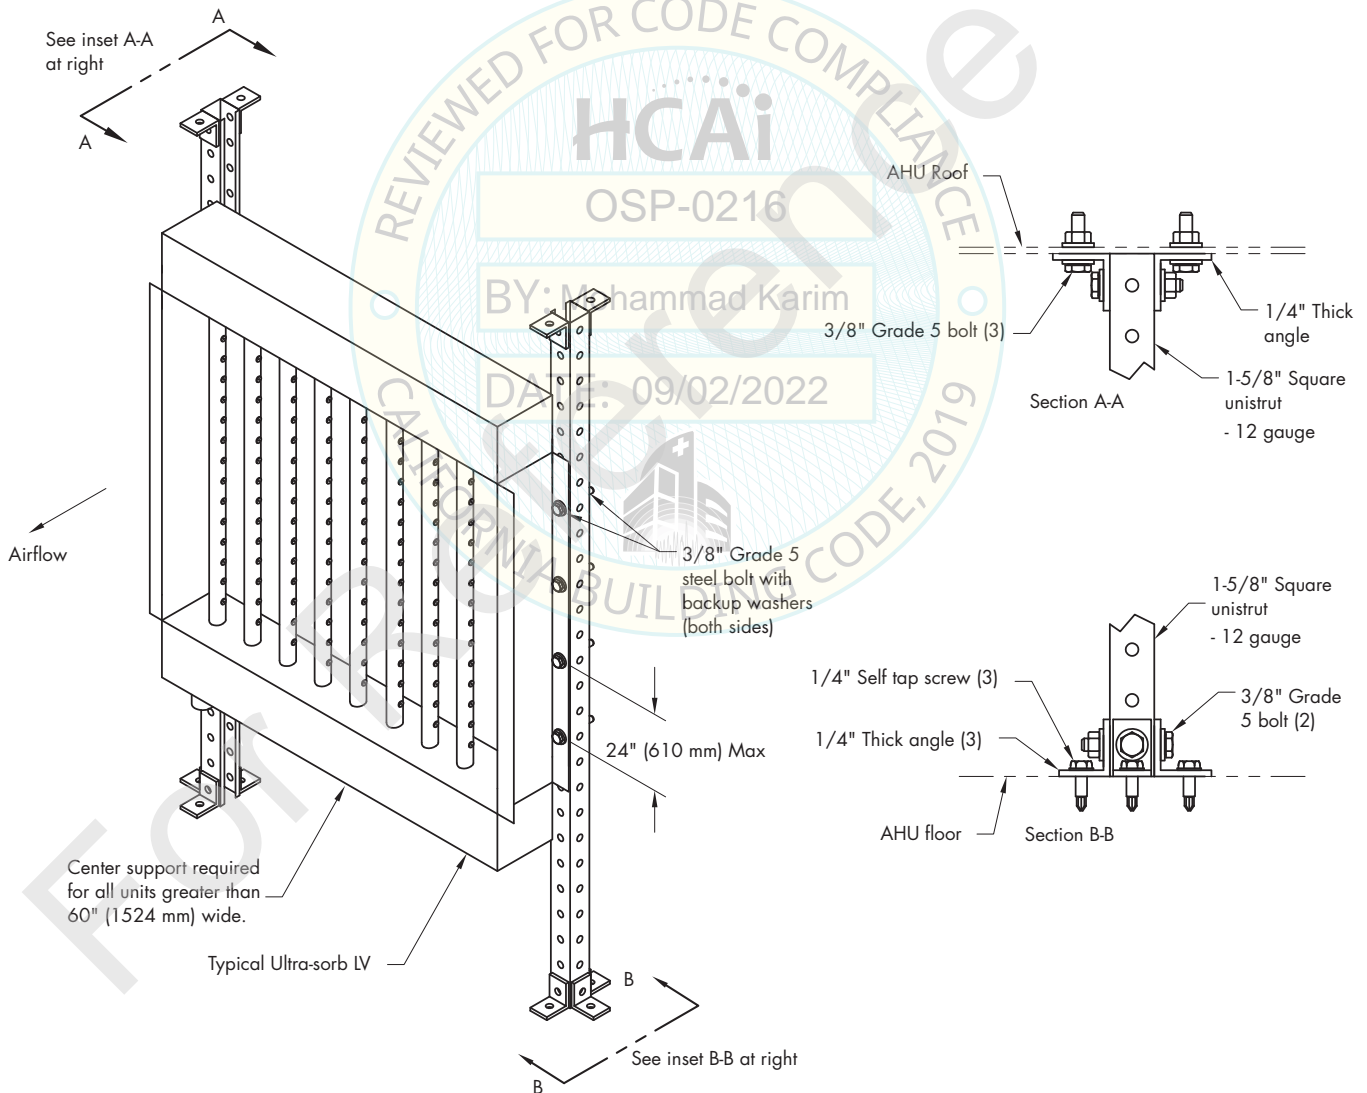 A
See inset A-A
at right
A
REVIEWED FOR CODE COMPLIANCE
HCAi
OSP-0216
BY: Mohammad Karim
DATE: 09/02/2022
CALIFORNIA BUILDING CODE, 2019
For Reference
AHU Roof
3/8" Grade 5 bolt (3)
1/4" Thick
angle
1-5/8" Square
unistrut
- 12 gauge
Section A-A
Airflow
3/8" Grade 5
steel bolt with
backup washers
(both sides)
24" (610 mm) Max
1-5/8" Square
unistrut
- 12 gauge
1/4" Self tap screw (3)
3/8" Grade
5 bolt (2)
1/4" Thick angle (3)
AHU floor
Section B-B
Center support required
for all units greater than
60" (1524 mm) wide.
Typical Ultra-sorb LV
B
See inset B-B at right
B